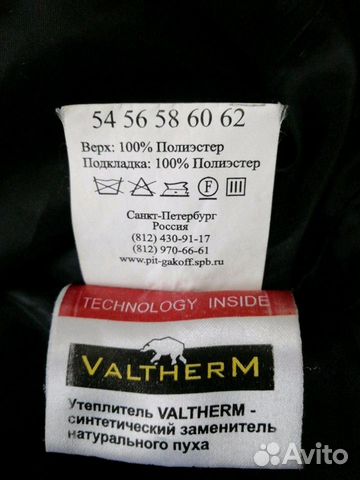 54 56 58 60 62
Верх: 100% Полиэстер
Подкладка: 100% Полиэстер
F
Санкт-Петербург
Россия
(812) 430-91-17
(812) 970-66-61
www.pit-gakoff.spb.ru
TECHNOLOGY INSIDE
VALTHERM
Утеплитель VALTHERM -
синтетический заменитель
натурального пуха
Avito